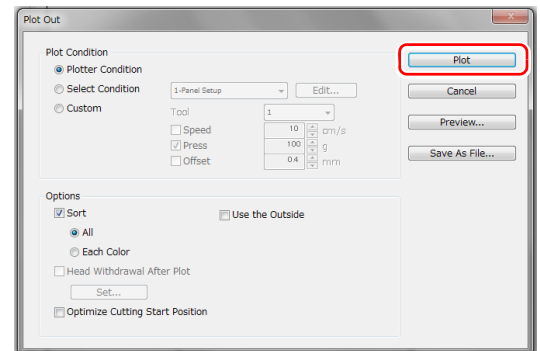 Plot Out
Plot Condition
Plotter Condition
Select Condition
1-Panel Setup
Edit...
Custom
Tool
1
Speed
10
cm/s
Press
100
g
Offset
0.4
mm
Options
Sort
Use the Outside
All
Each Color
Head Withdrawal After Plot
Set...
Optimize Cutting Start Position
Plot
Cancel
Preview...
Save As File...